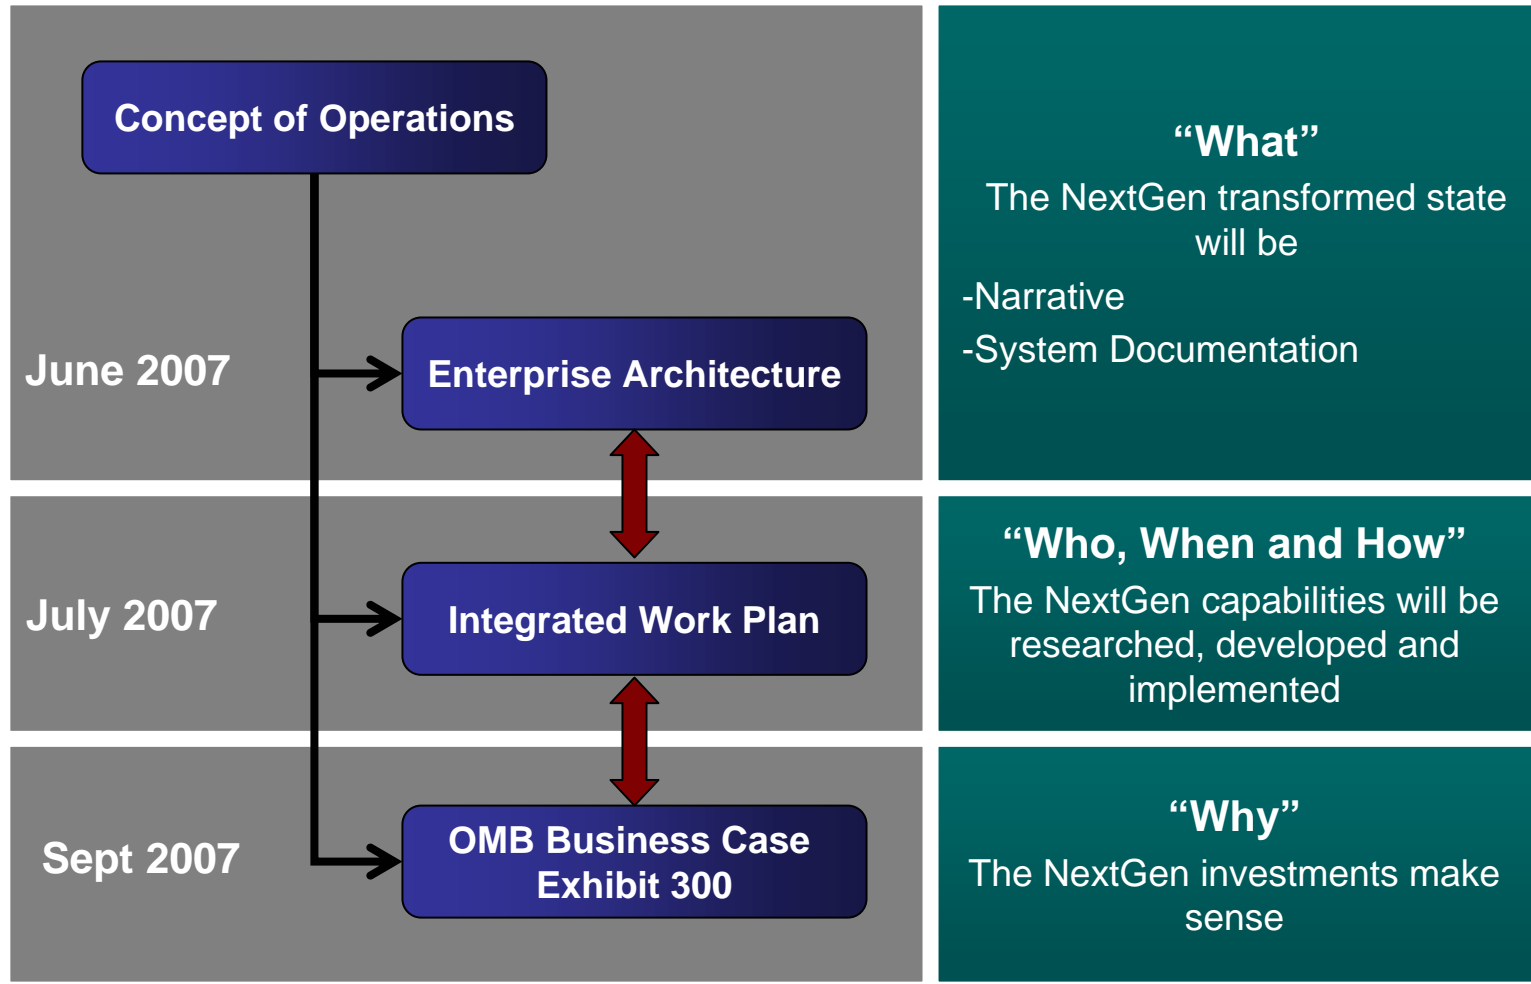 Concept of Operations
June 2007
Enterprise Architecture
“What”
The NextGen transformed state
will be
-Narrative
-System Documentation
July 2007
Integrated Work Plan
“Who, When and How”
The NextGen capabilities will be
researched, developed and
implemented
Sept 2007
OMB Business Case
Exhibit 300
“Why”
The NextGen investments make
sense